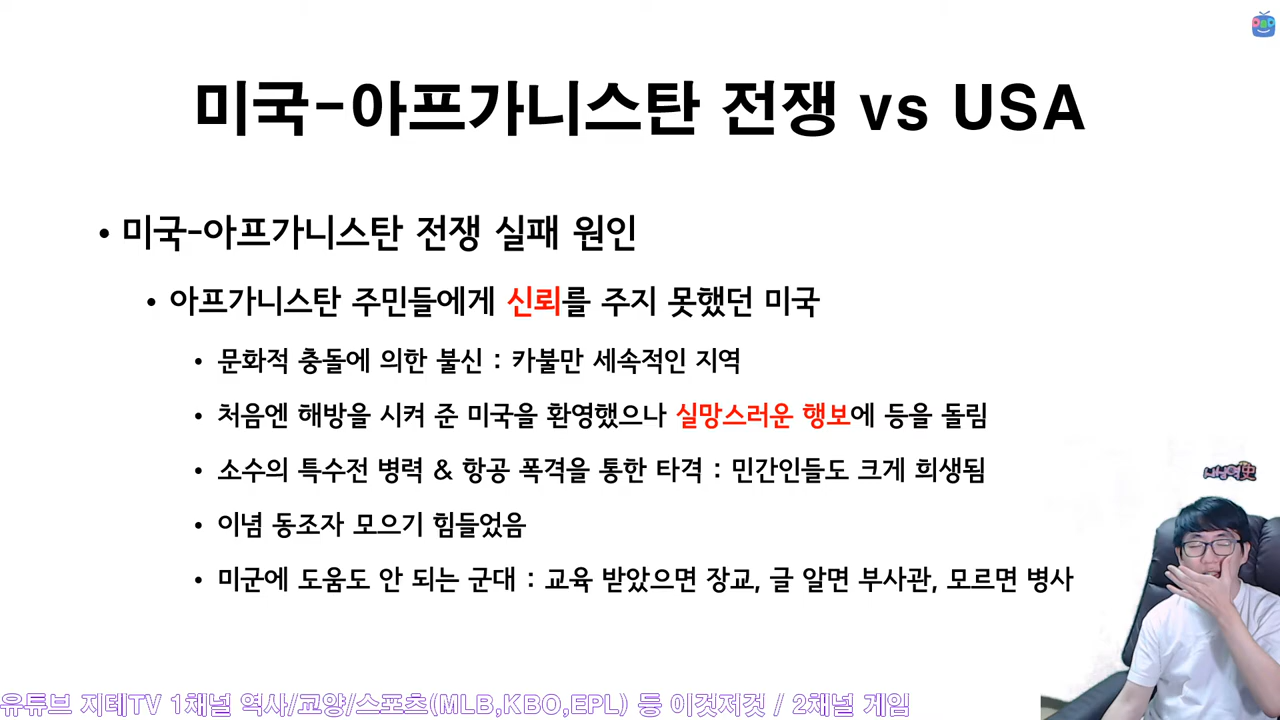 미국-아프가니스탄 전쟁 vs USA
• 미국-아프가니스탄 전쟁 실패 원인
• 아프가니스탄 주민들에게 신뢰를 주지 못했던 미국
• 문화적 충돌에 의한 불신 : 카불만 세속적인 지역
• 처음엔 해방을 시켜 준 미국을 환영했으나 실망스러운 행보에 등을 돌림
• 소수의 특수전 병력 & 항공 폭격을 통한 타격 : 민간인들도 크게 희생됨
• 이념 동조자 모으기 힘들었음
• 미군에 도움도 안 되는 군대 : 교육 받았으면 장교, 글 알면 부사관, 모르면 병사
유튜브 지테TV 1채널 역사/교양/스포츠(MLB,KBO,EPL) 등 이것저것 / 2채널 게임